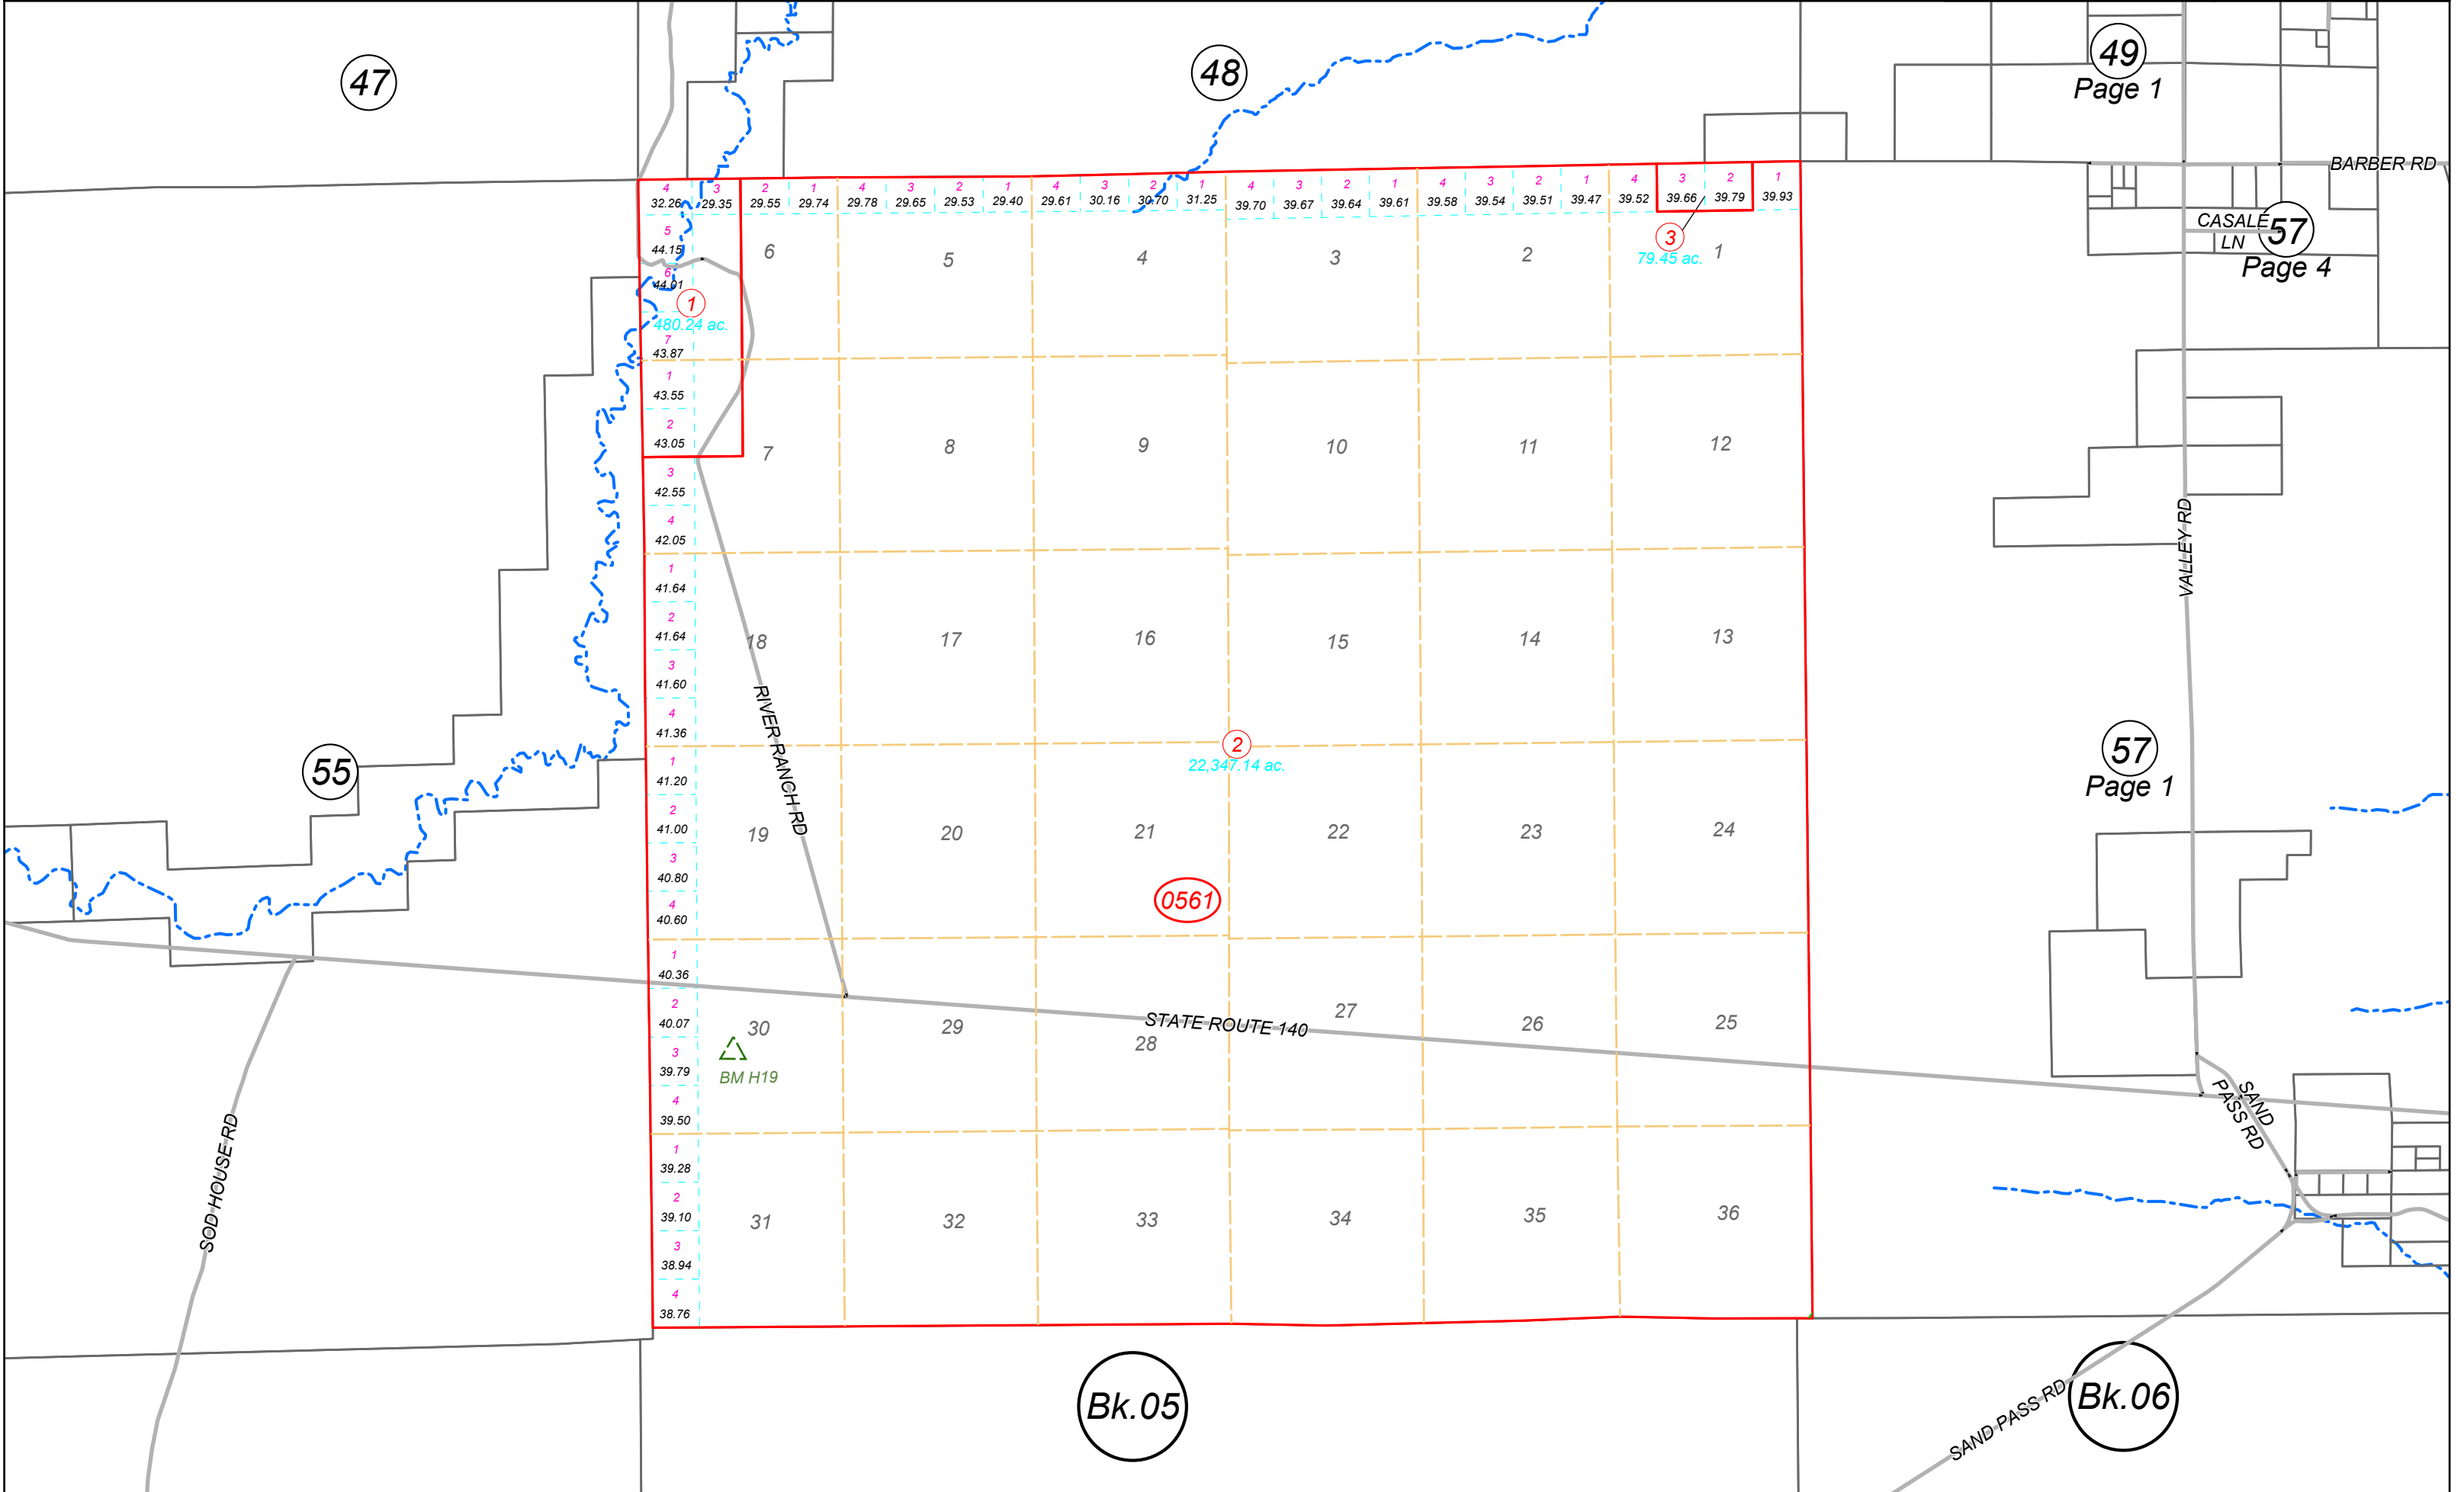 47
48
49
Page 1
BARBER RD
CASALE
LN
57
Page 4
4 3 2 1 4 3 2 1 4 3 2 1 4 3 2 1 4 3 2 1 4 3 2 1
32.26 29.35 29.55 29.74 29.78 29.65 29.53 29.40 29.61 30.16 30.70 31.25 39.70 39.67 39.64 39.61 39.58 39.54 39.51 39.47 39.52 39.66 39.79 39.93
5
44.15
6
44.01
1
480.24 ac.
7
43.87
6 5 4 3 2 1
3
79.45 ac.
1
43.55
2
43.05
7 8 9 10 11 12
3
42.55
4
42.05
VALLEY RD
1
41.64
2
41.64
18 17 16 15 14 13
3
41.60
4
41.36
RIVER RANCH RD
2
22,347.14 ac.
55
57
Page 1
1
41.20
2
41.00
19 20 21 22 23 24
3
40.80
4
40.60
0561
1
40.36
2
40.07
30 29 28 27 26 25
STATE ROUTE 140
3
39.79
BM H19
4
39.50
SAND
PASS RD
SOD HOUSE RD
1
39.28
2
39.10
31 32 33 34 35 36
3
38.94
4
38.76
Bk.05
Bk.06
SAND PASS RD